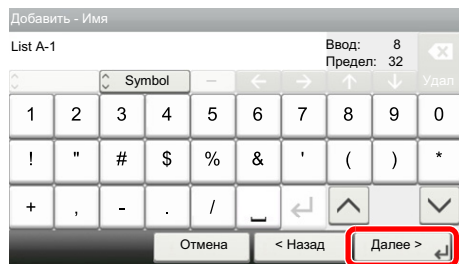 Добавить - Имя
List A-1
Ввод: 8
Предел: 32
Symbol - ← → ↑ ↓ Удал
1 2 3 4 5 6 7 8 9 0
! " # $ % & ' ( ) *
+ , - . / _
Отмена < Назад Далее >